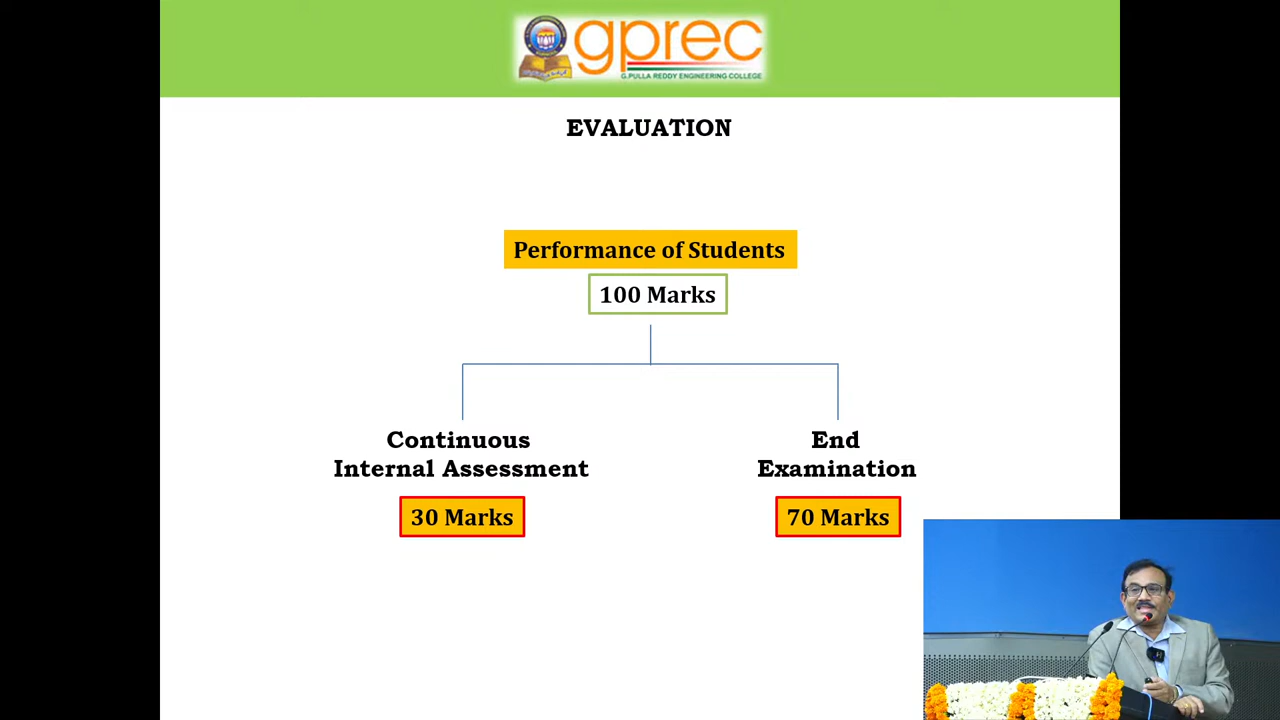 gprec
G.PULLA REDDY ENGINEERING COLLEGE
EVALUATION
Performance of Students
100 Marks
Continuous
Internal Assessment
30 Marks
End
Examination
70 Marks